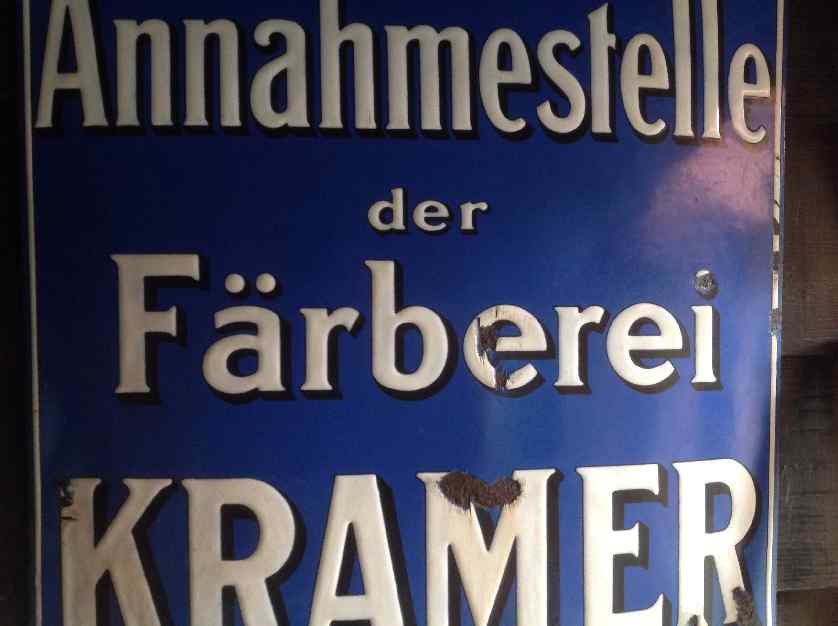 Annahmestelle
der
Färberei
KRAMER